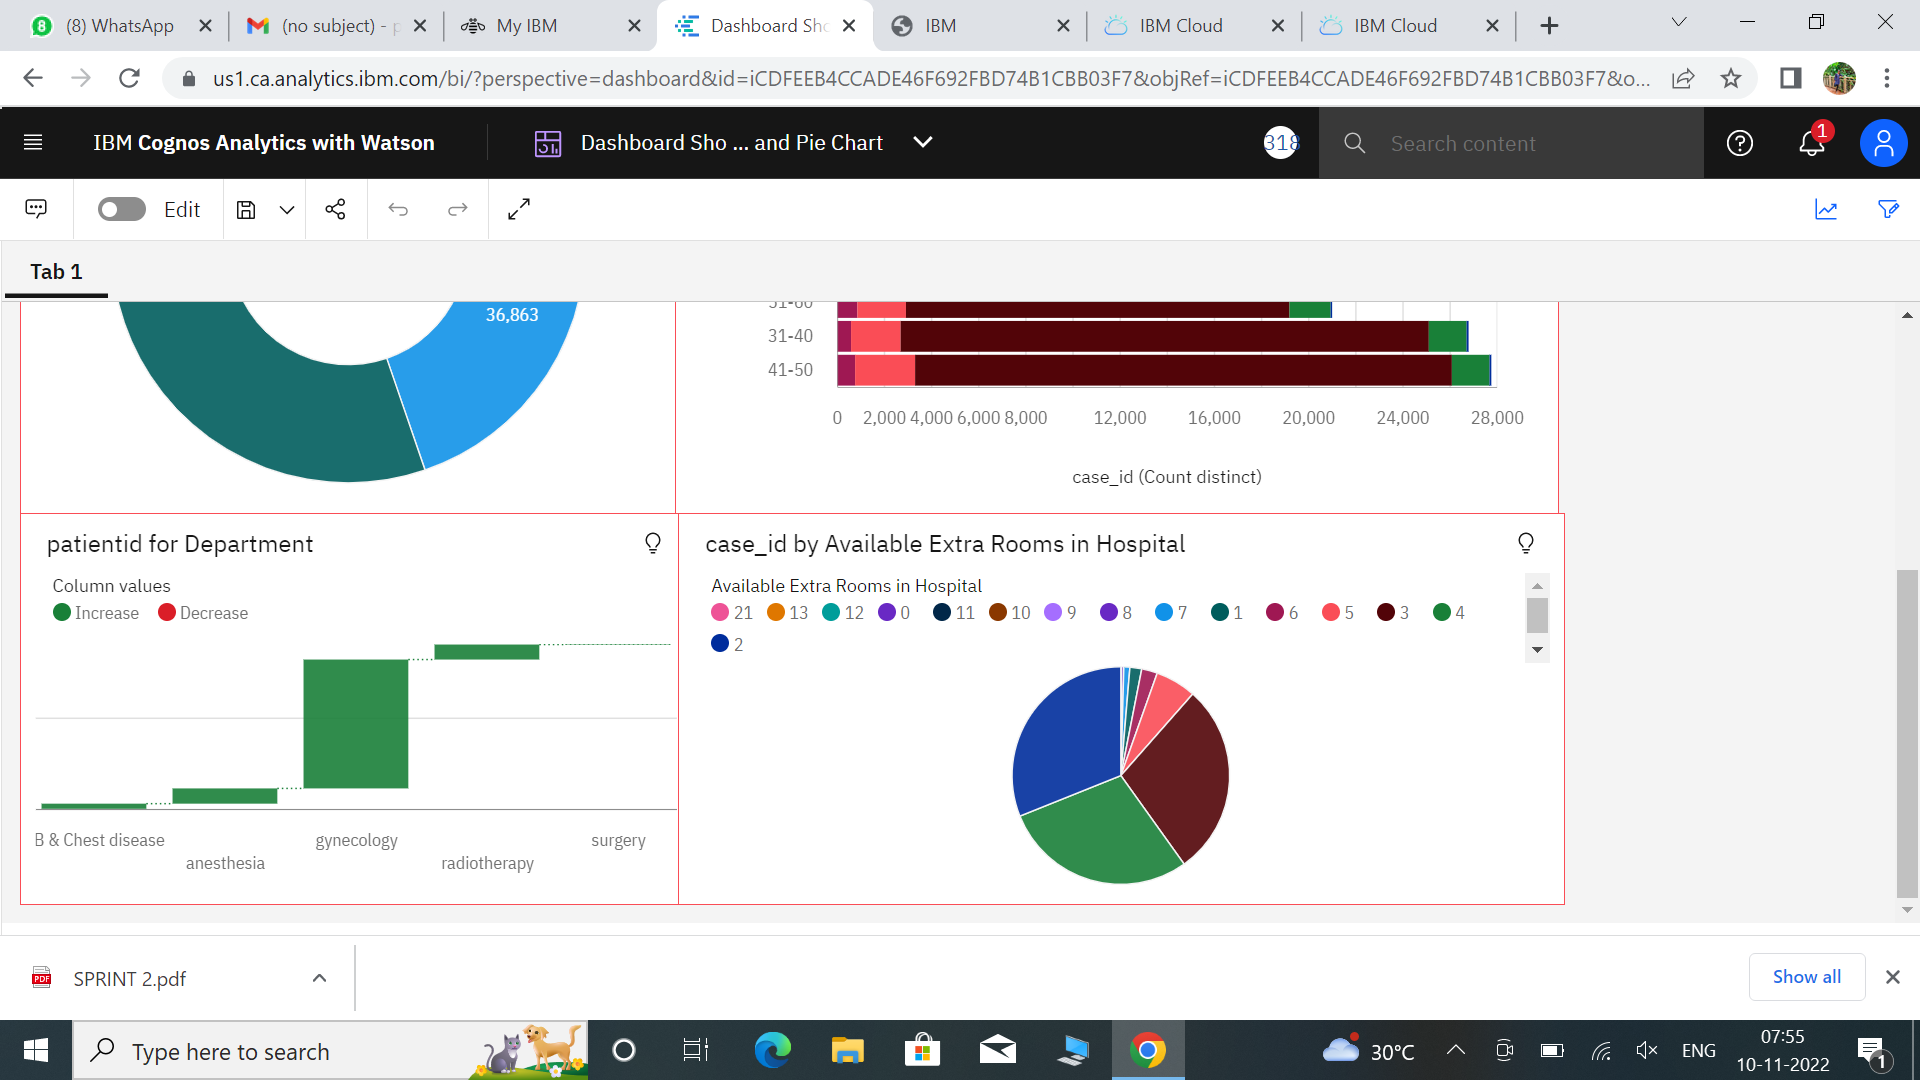 (8) WhatsApp
(no subject) - p
My IBM
Dashboard Sho
IBM
IBM Cloud
IBM Cloud
us1.ca.analytics.ibm.com/bi/?perspective=dashboard&id=iCDFEEB4CCADE46F692FBD74B1CBB03F7&objRef=iCDFEEB4CCADE46F692FBD74B1CBB03F7&o...
IBM Cognos Analytics with Watson
Dashboard Sho ... and Pie Chart
318
Search content
1
Edit
Tab 1
36,863
31-40
41-50
0 2,000 4,000 6,000 8,000 12,000 16,000 20,000 24,000 28,000
case_id (Count distinct)
patientid for Department
Column values
Increase Decrease
B & Chest disease
gynecology
surgery
anesthesia
radiotherapy
case_id by Available Extra Rooms in Hospital
Available Extra Rooms in Hospital
21 13 12 0 11 10 9 8 7 1 6 5 3 4
2
SPRINT 2.pdf
Show all
Type here to search
30°C
ENG
07:55
10-11-2022
1